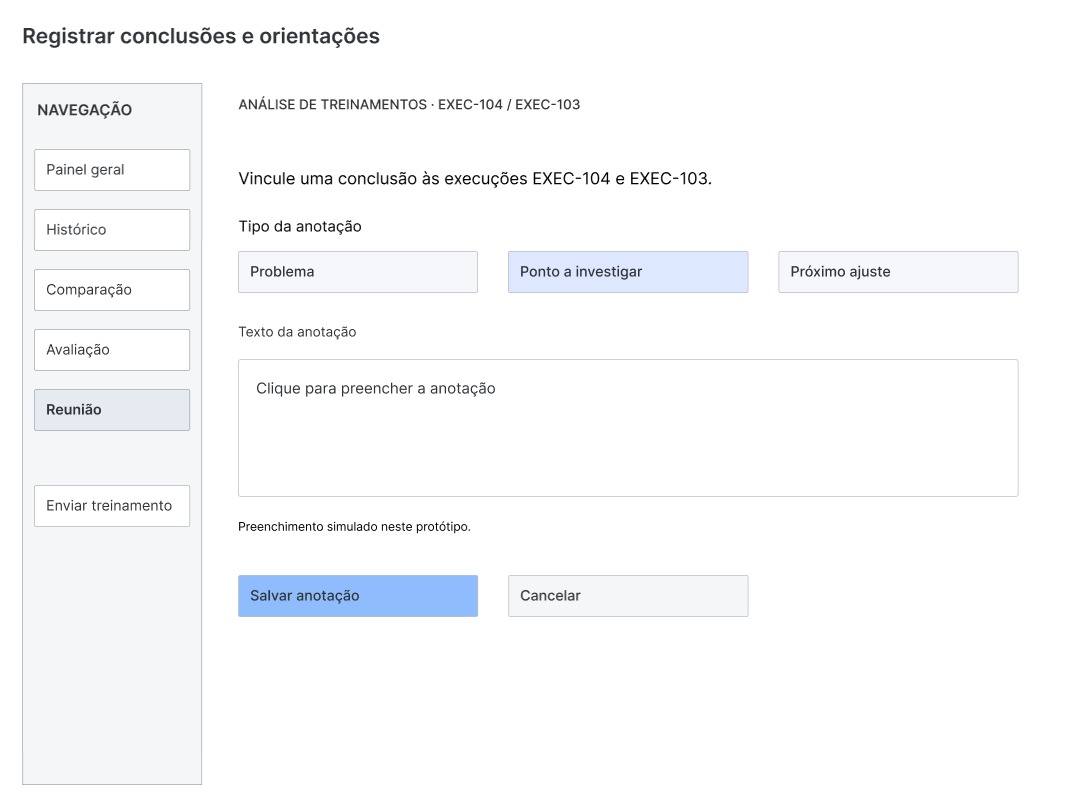 Registrar conclusões e orientações
NAVEGAÇÃO
Painel geral
Histórico
Comparação
Avaliação
Reunião
Enviar treinamento
ANÁLISE DE TREINAMENTOS · EXEC-104 / EXEC-103
Vincule uma conclusão às execuções EXEC-104 e EXEC-103.
Tipo da anotação
Problema
Ponto a investigar
Próximo ajuste
Texto da anotação
Clique para preencher a anotação
Preenchimento simulado neste protótipo.
Salvar anotação
Cancelar